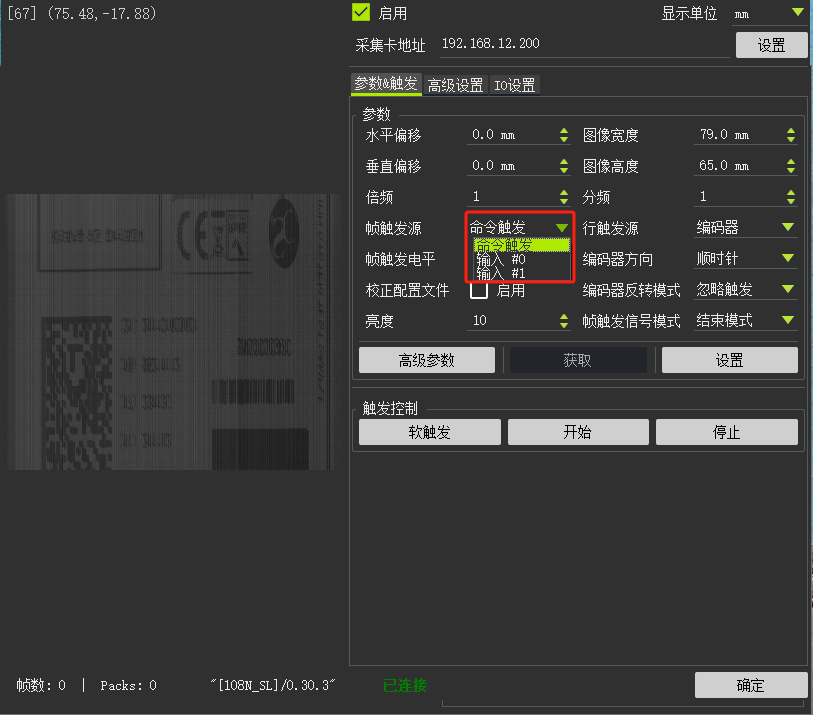 [67] (75.48,-17.88)
启用
显示单位 mm
采集卡地址 192.168.12.200 设置
参数&触发 高级设置 IO设置
参数
水平偏移 0.0 mm 图像宽度 79.0 mm
垂直偏移 0.0 mm 图像高度 65.0 mm
倍频 1 分频 1
帧触发源 命令触发 行触发源 编码器
命令触发
帧触发电平 输入 #0 编码器方向 顺时针
输入 #1
校正配置文件 启用 编码器反转模式 忽略触发
亮度 10 帧触发信号模式 结束模式
高级参数 获取 设置
触发控制
软触发 开始 停止
帧数: 0 | Packs: 0 "[108N_SL]/0.30.3" 已连接 确定